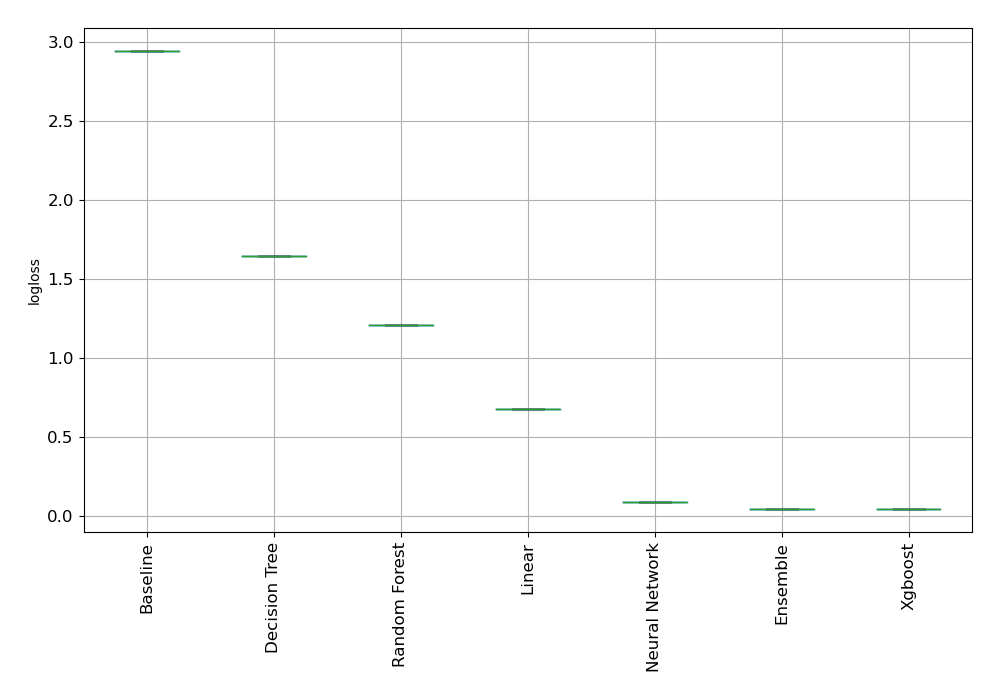 3.0
2.5
2.0
1.5
1.0
0.5
0.0
logloss
Baseline
Decision Tree
Random Forest
Linear
Neural Network
Ensemble
Xgboost